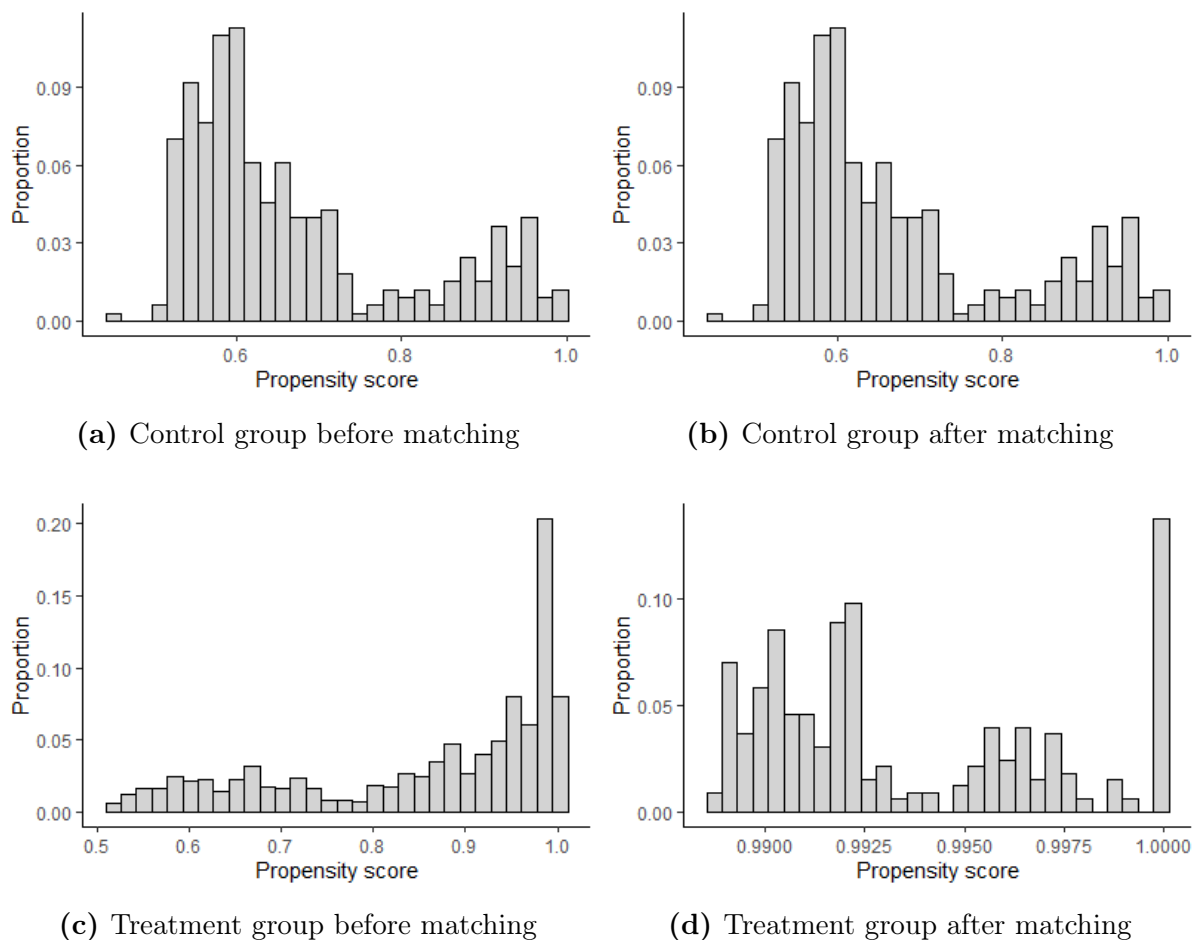 Proportion
0.09
0.06
0.03
0.00
0.6
0.8
1.0
Propensity score
(a) Control group before matching
Proportion
0.09
0.06
0.03
0.00
0.6
0.8
1.0
Propensity score
(b) Control group after matching
Proportion
0.20
0.15
0.10
0.05
0.00
0.5
0.6
0.7
0.8
0.9
1.0
Propensity score
(c) Treatment group before matching
Proportion
0.10
0.05
0.00
0.9900
0.9925
0.9950
0.9975
1.0000
Propensity score
(d) Treatment group after matching